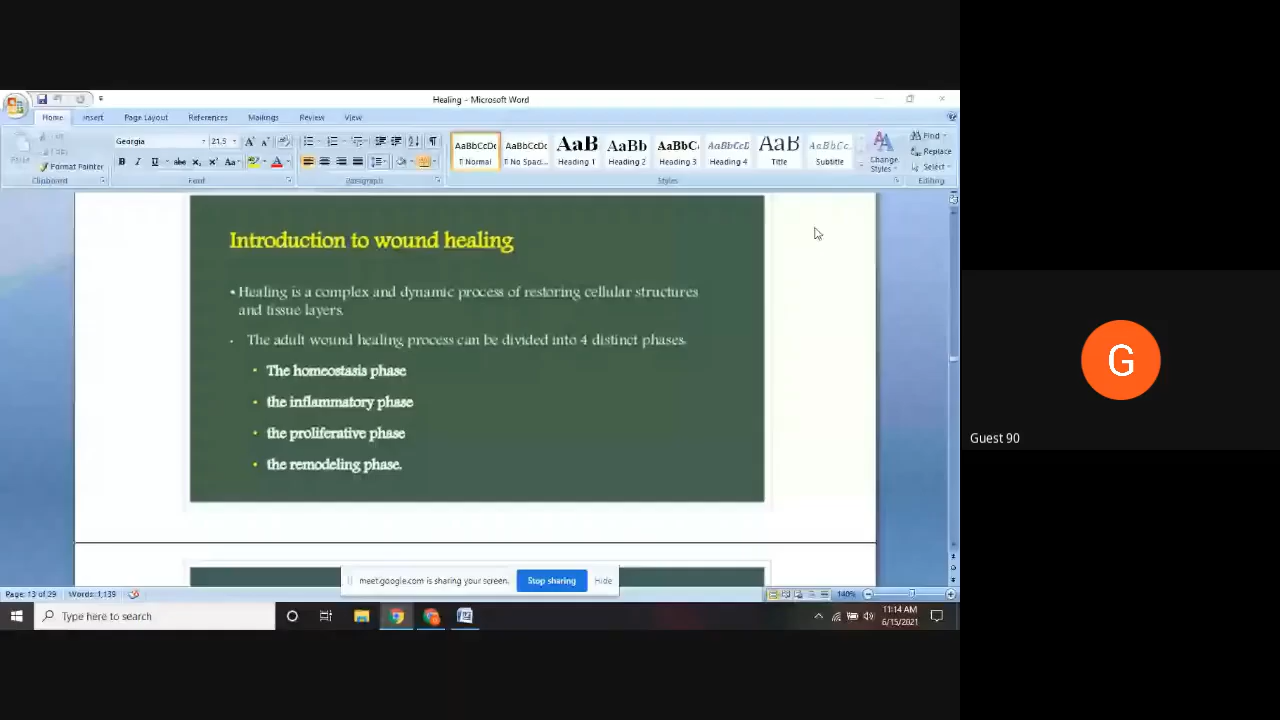 Healing - Microsoft Word
Home Insert Page Layout References Mailings Review View
Georgia 21.5
Format Painter
Clipboard Font Paragraph Styles Editing
AaBbCcDc AaBbCcDc AaB AaBb AaBbCc AaBbCcD AaB AaBbCc
¶ Normal ¶ No Spaci... Heading 1 Heading 2 Heading 3 Heading 4 Title Subtitle
Change Styles
Find
Replace
Select
Introduction to wound healing
• Healing is a complex and dynamic process of restoring cellular structures
and tissue layers.
• The adult wound healing process can be divided into 4 distinct phases.
• The homeostasis phase
• the inflammatory phase
• the proliferative phase
• the remodeling phase.
G
Guest 90
meet.google.com is sharing your screen. Stop sharing Hide
Page: 13 of 29 Words: 1,139 140%
Type here to search
11:14 AM
6/15/2021